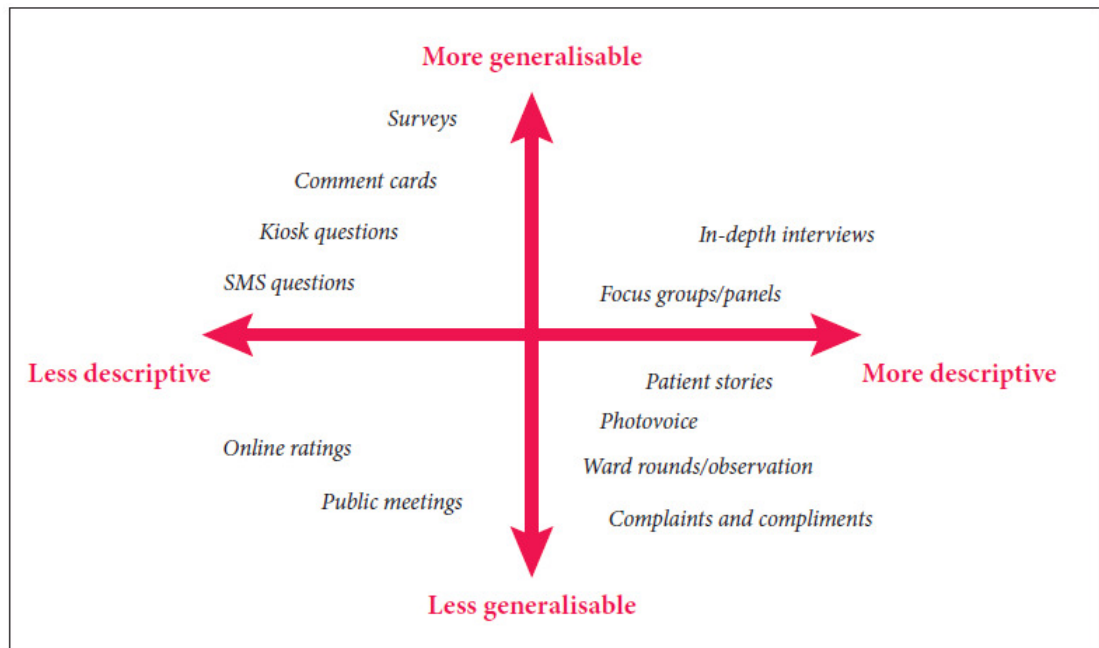 More generalisable
Surveys
Comment cards
Kiosk questions
In-depth interviews
SMS questions
Focus groups/panels
Less descriptive
More descriptive
Patient stories
Photovoice
Online ratings
Ward rounds/observation
Public meetings
Complaints and compliments
Less generalisable